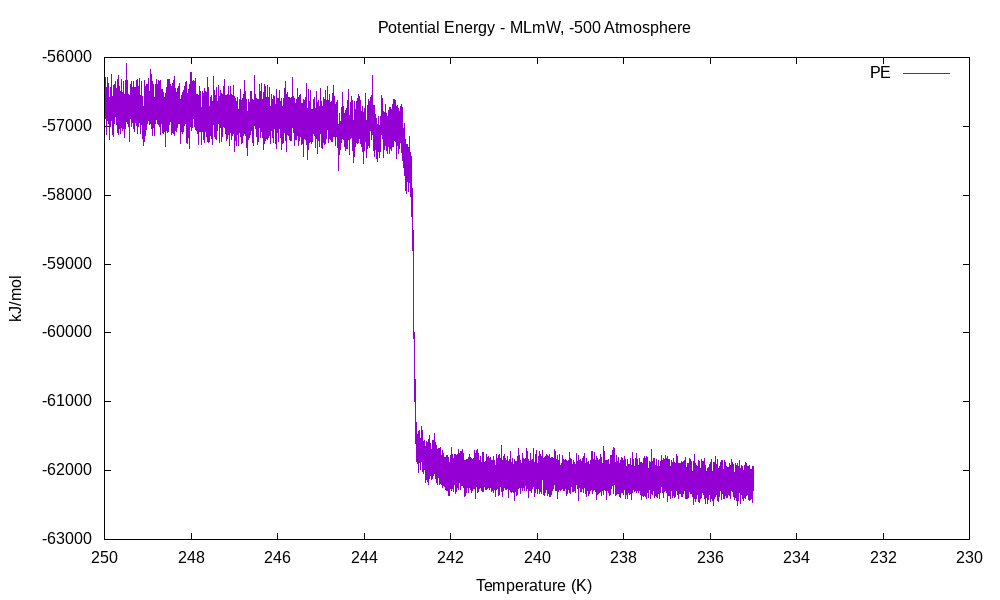 Potential Energy - MLmW, -500 Atmosphere
-56000
PE
-57000
-58000
-59000
kJ/mol
-60000
-61000
-62000
-63000
250 248 246 244 242 240 238 236 234 232 230
Temperature (K)